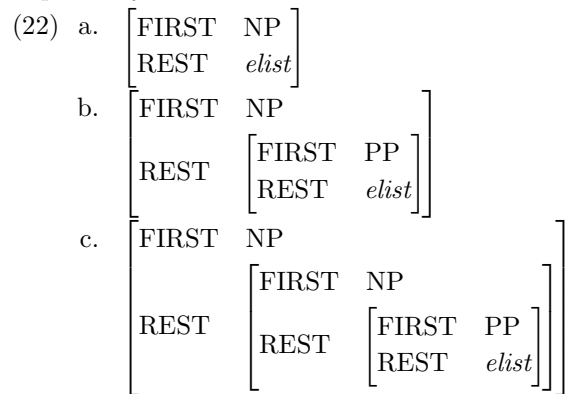 (22) a. FIRST NP
REST elist
b. FIRST NP
REST FIRST PP
REST elist
c. FIRST NP
REST FIRST NP
REST FIRST PP
REST elist